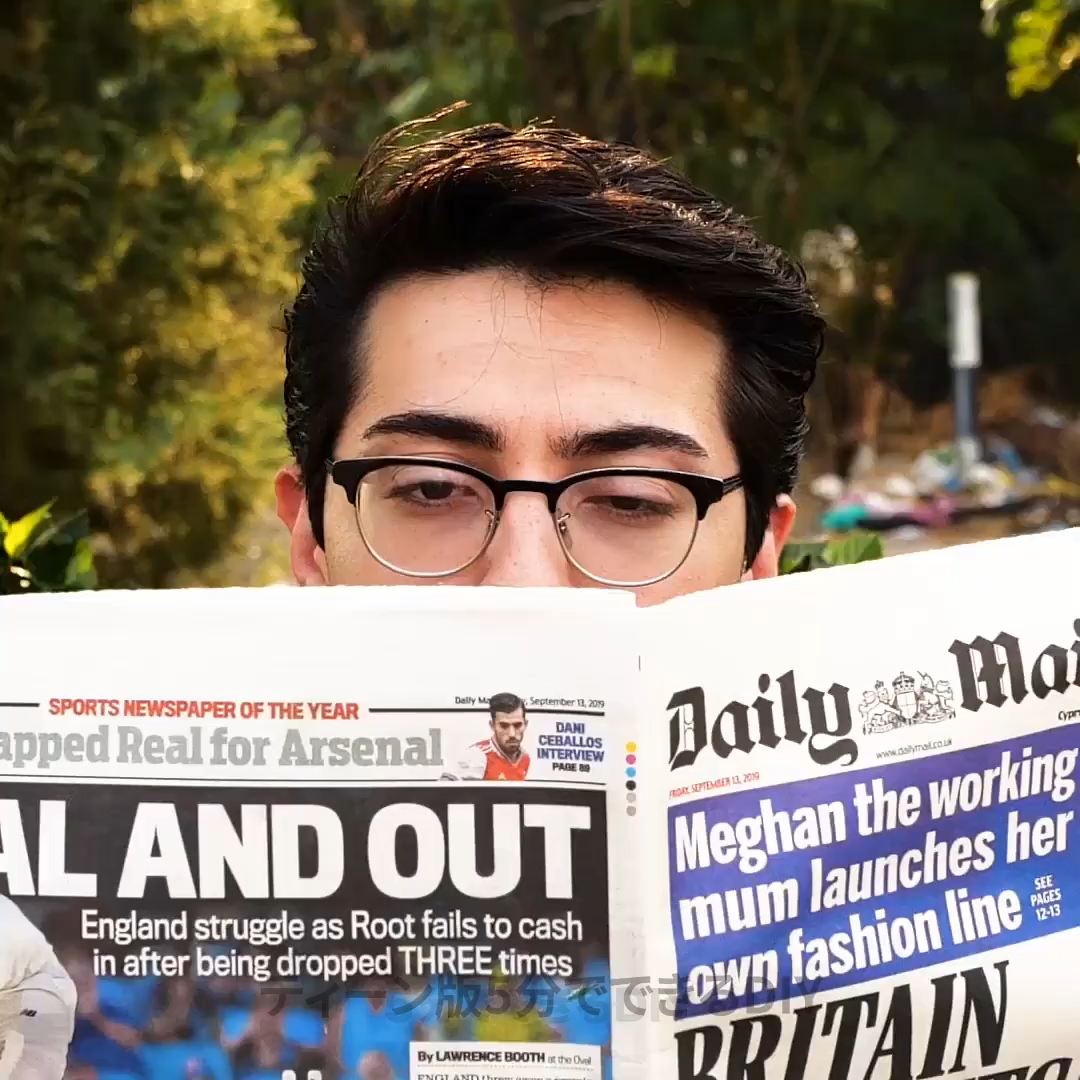 SPORTS NEWSPAPER OF THE YEAR
September 13, 2019
apped Real for Arsenal
DANI
CEBALLOS
INTERVIEW
PAGE 89
AL AND OUT
England struggle as Root fails to cash
in after being dropped THREE times
By LAWRENCE BOOTH at the Oval
Daily Mai
www.dailymail.co.uk
FRIDAY, SEPTEMBER 13, 2019
Meghan the working
mum launches her
own fashion line
SEE
PAGES
12-13
BRITAIN
ティーン版5分でできるDIY